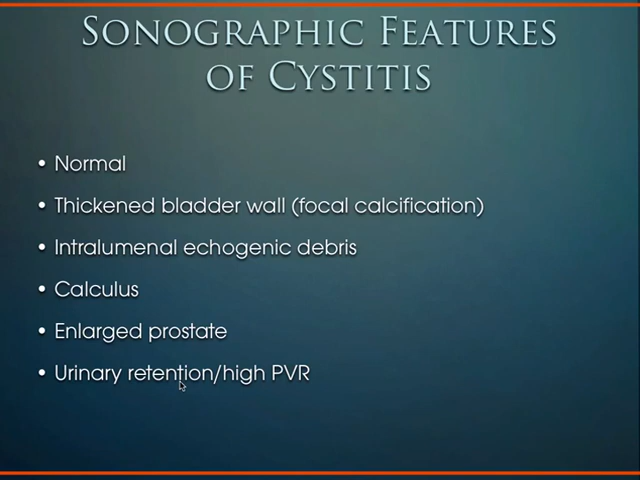 Sonographic Features
of Cystitis
• Normal
• Thickened bladder wall (focal calcification)
• Intralumenal echogenic debris
• Calculus
• Enlarged prostate
• Urinary retention/high PVR